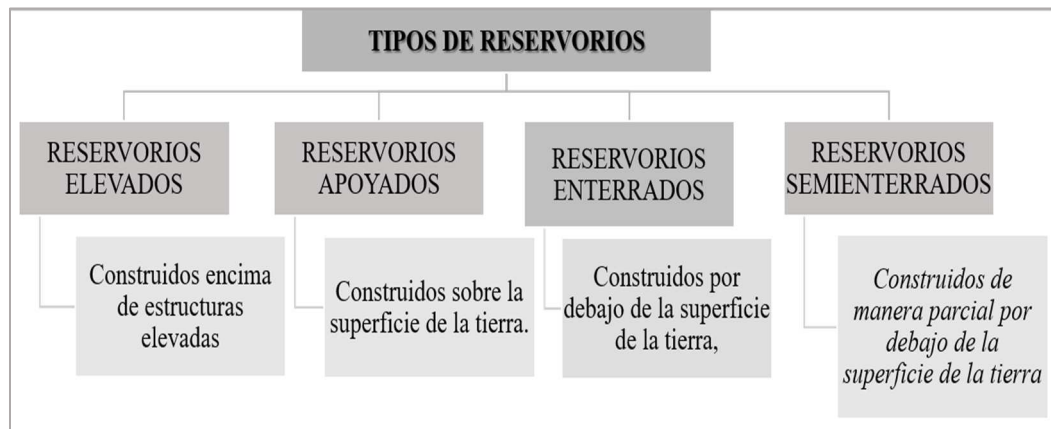 TIPOS DE RESERVORIOS
RESERVORIOS
ELEVADOS
Construidos encima
de estructuras
elevadas
RESERVORIOS
APOYADOS
Construidos sobre la
superficie de la tierra.
RESERVORIOS
ENTERRADOS
Construidos por
debajo de la superficie
de la tierra,
RESERVORIOS
SEMIENTERRADOS
Construidos de
manera parcial por
debajo de la
superficie de la tierra